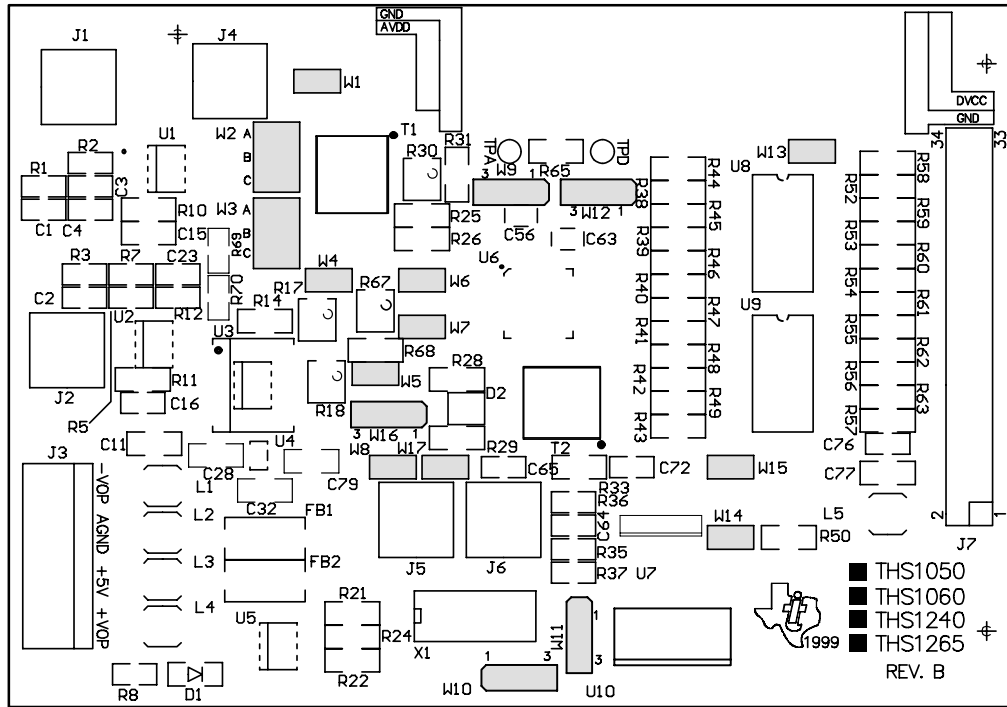 GND
AVDD
J1
J4
W1
DVCC
GND
34
33
U1
W2 A
B
C
T1
R30
R31
TPA
TPD
W9
3
1
R65
W13
U8
R2
R1
C3
R44
R58
R52
C1
C4
R10
C15
W3 A
B
C
R69
R25
R26
C56
W12
3
1
C63
R38
R45
R39
R59
R53
R3
R7
C23
C2
R12
R70
R14
R17
W4
R67
W6
U6
R46
R40
R60
R54
U2
U3
W7
R47
R41
U9
R61
R55
R68
R11
J2
C16
R5
R18
W5
R28
D2
R48
R42
R62
R56
R49
R43
R63
R57
3
W16
1
C11
J3
C28
U4
C79
W8
W17
R29
C65
T2
C72
W15
C76
C77
L1
C32
R33
R36
L2
FB1
C64
W14
R50
L5
2
1
J7
L3
FB2
J5
J6
R35
R37
U7
-VOP
AGND
+5V
+VOP
L4
U5
R21
R24
R22
X1
W11
1
3
1999
THS1050
THS1060
THS1240
THS1265
REV. B
R8
D1
W10
1
3
U10